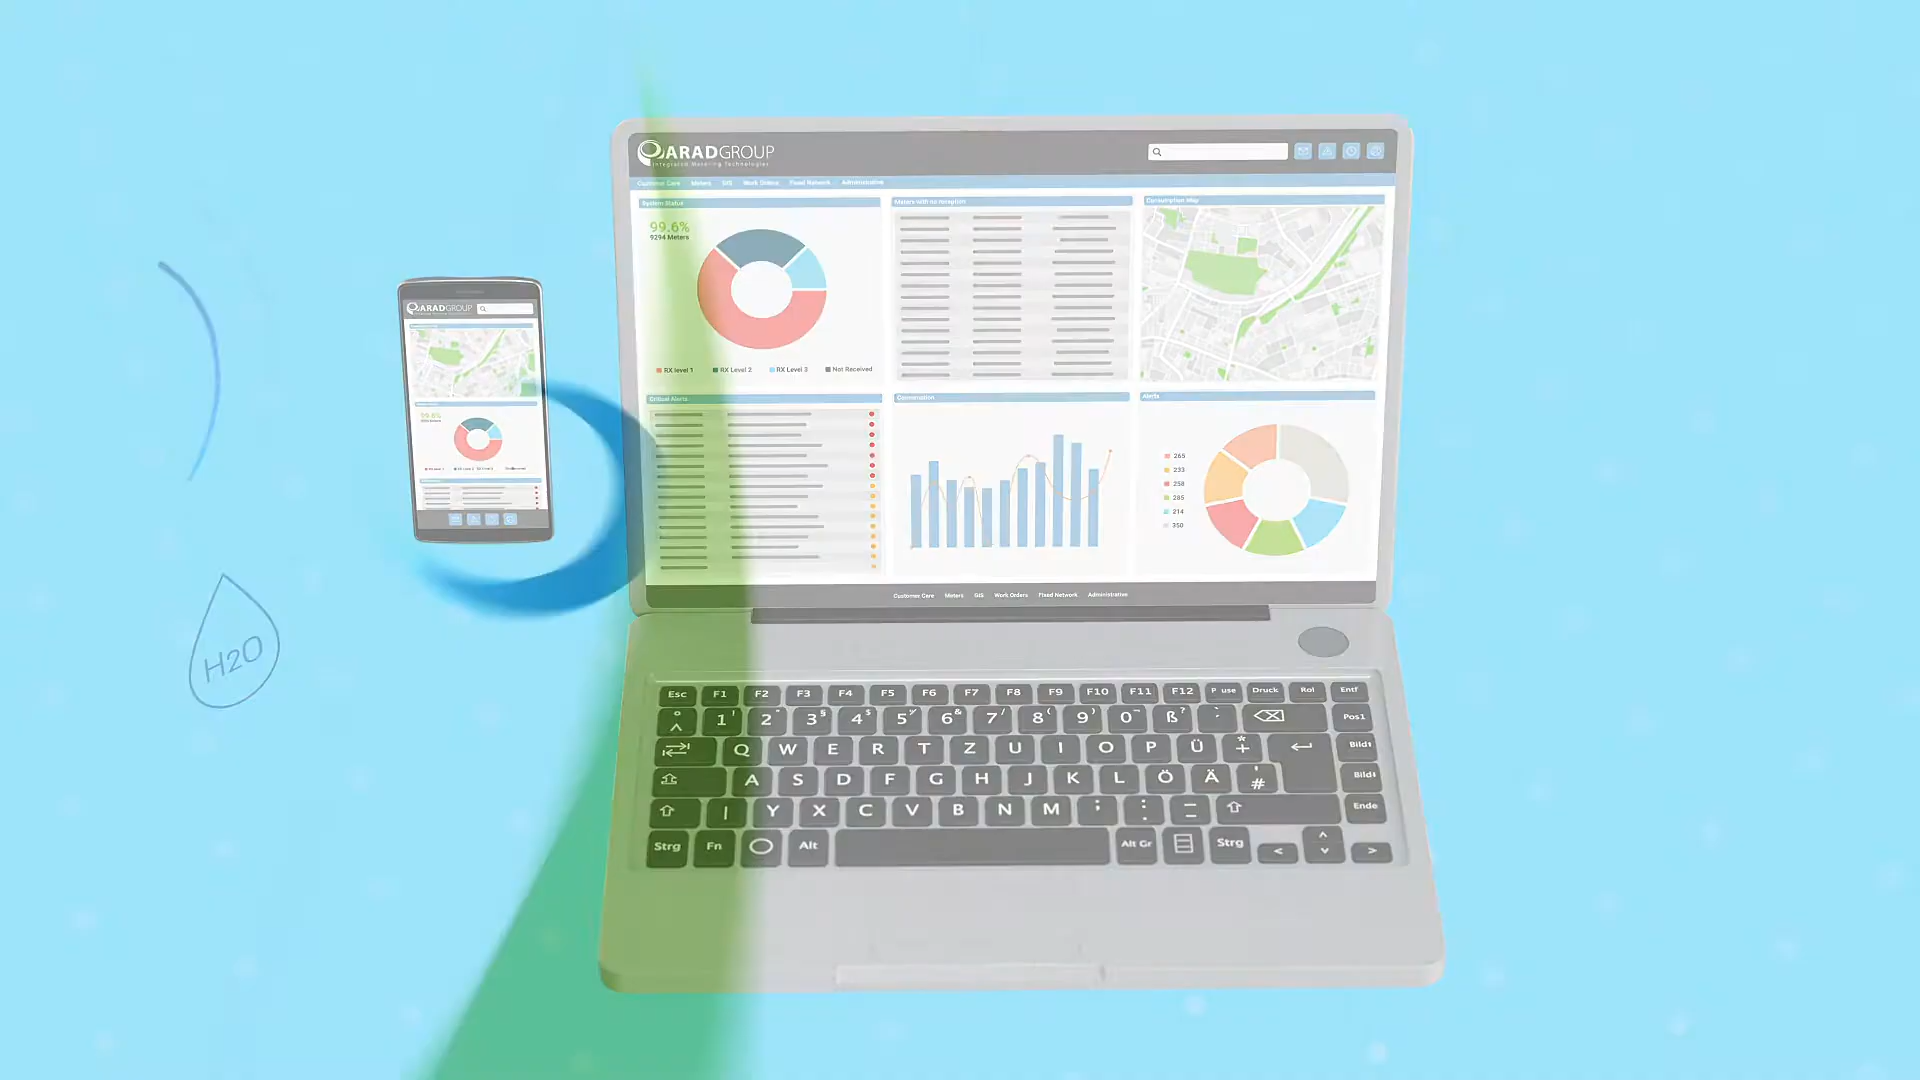 ARADGROUP
Integrated Metering Technologies
Customer Care Meters GIS Work Orders Fixed Network Administrative
System Status
Meters with no reception
Consumption Map
99.6%
9294 Meters
RX level 1 RX Level 2 RX Level 3 Not Received
Critical Alerts
Alerts
265
233
258
285
214
350
Customer Care Meters GIS Work Orders Fixed Network Administrative
ARADGROUP
99.6%
H2O
Esc F1 F2 F3 F4 F5 F6 F7 F8 F9 F10 F11 F12 P use Druck Rol Entf
° ^ 1 ! 2 " 3 § 4 $ 5 % 6 & 7 / 8 ( 9 ) 0 ß ? Pos1
Q W E R T Z U I O P Ü * + Bild
A S D F G H J K L Ö Ä ' # Bild
| Y X C V B N M ; : _ Ende
Strg Fn Alt Alt Gr Strg < ^ v >